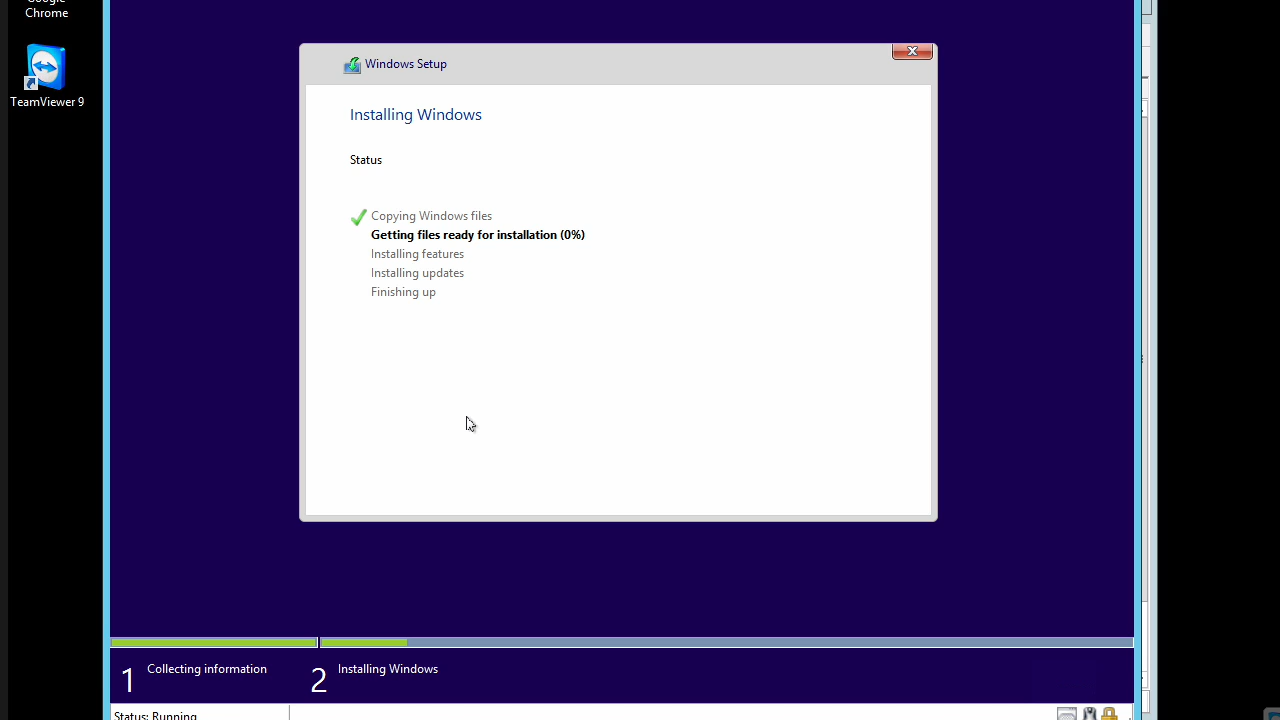 Google
Chrome
TeamViewer 9
Windows Setup
Installing Windows
Status
Copying Windows files
Getting files ready for installation (0%)
Installing features
Installing updates
Finishing up
1 Collecting information
2 Installing Windows
Status: Running